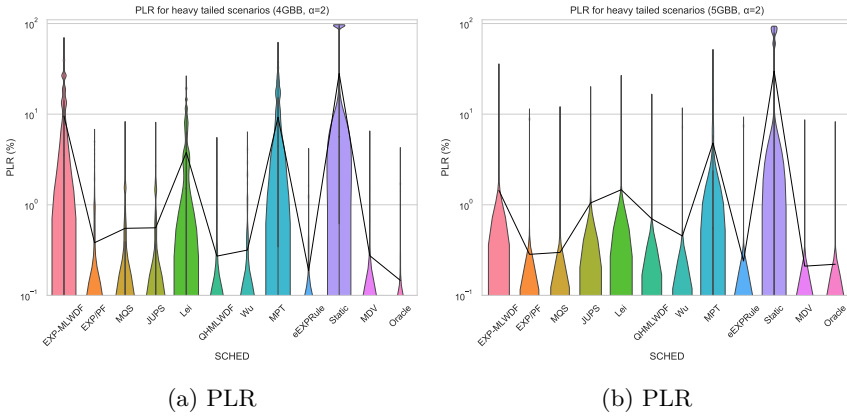 PLR for heavy tailed scenarios (4GBB, α=2)
10²
10¹
10⁰
10⁻¹
PLR (%)
EXP-MLWDF
EXP/PF
MQS
JUPS
Lei
QHMLWDF
Wu
MPT
eEXPRule
Static
MDV
Oracle
SCHED
(a) PLR
PLR for heavy tailed scenarios (5GBB, α=2)
10²
10¹
10⁰
10⁻¹
PLR (%)
EXP-MLWDF
EXP/PF
MQS
JUPS
Lei
QHMLWDF
Wu
MPT
eEXPRule
Static
MDV
Oracle
SCHED
(b) PLR